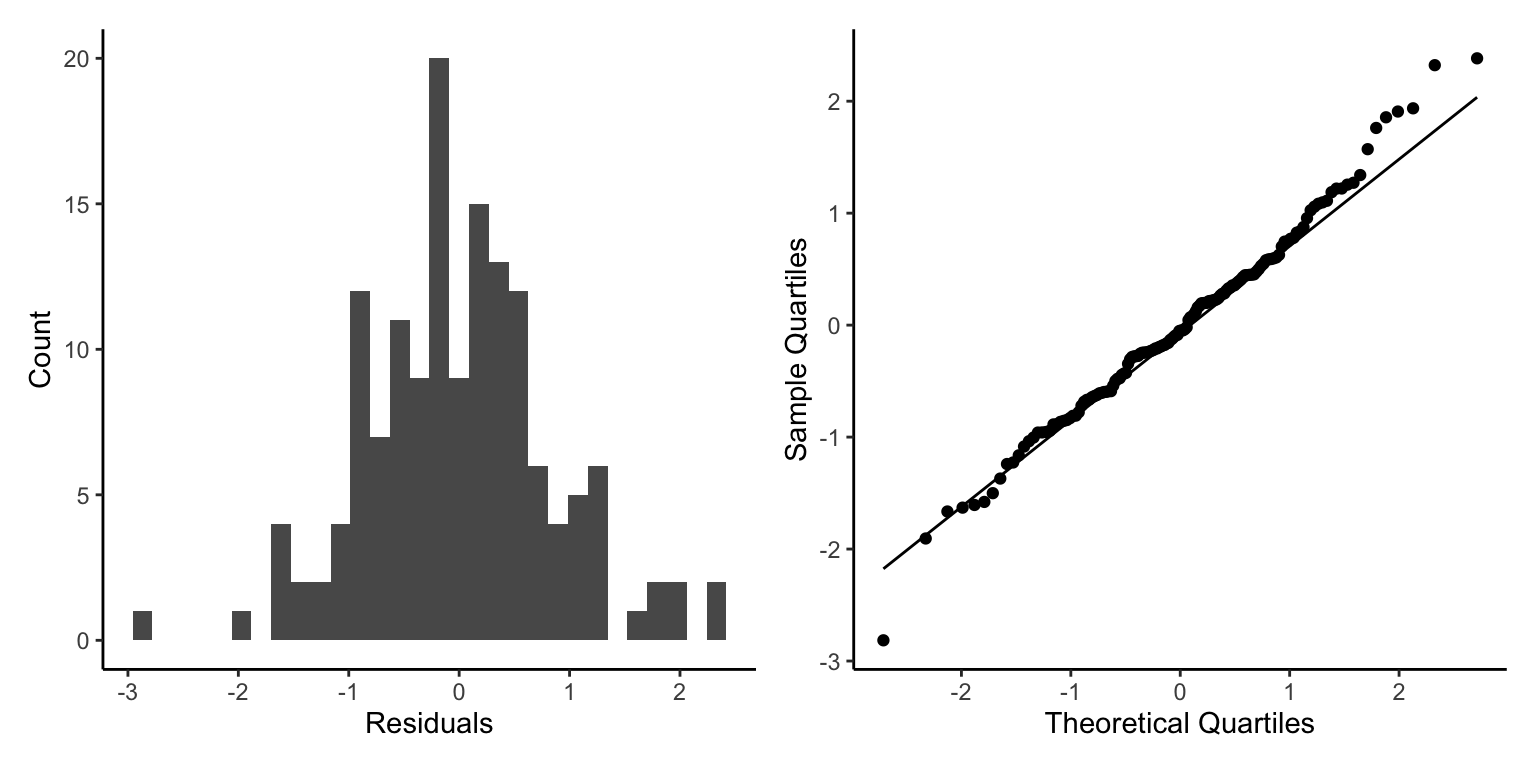 20
15
10
5
0
Count
-3 -2 -1 0 1 2
Residuals
2
1
0
-1
-2
-3
Sample Quartiles
-2 -1 0 1 2
Theoretical Quartiles